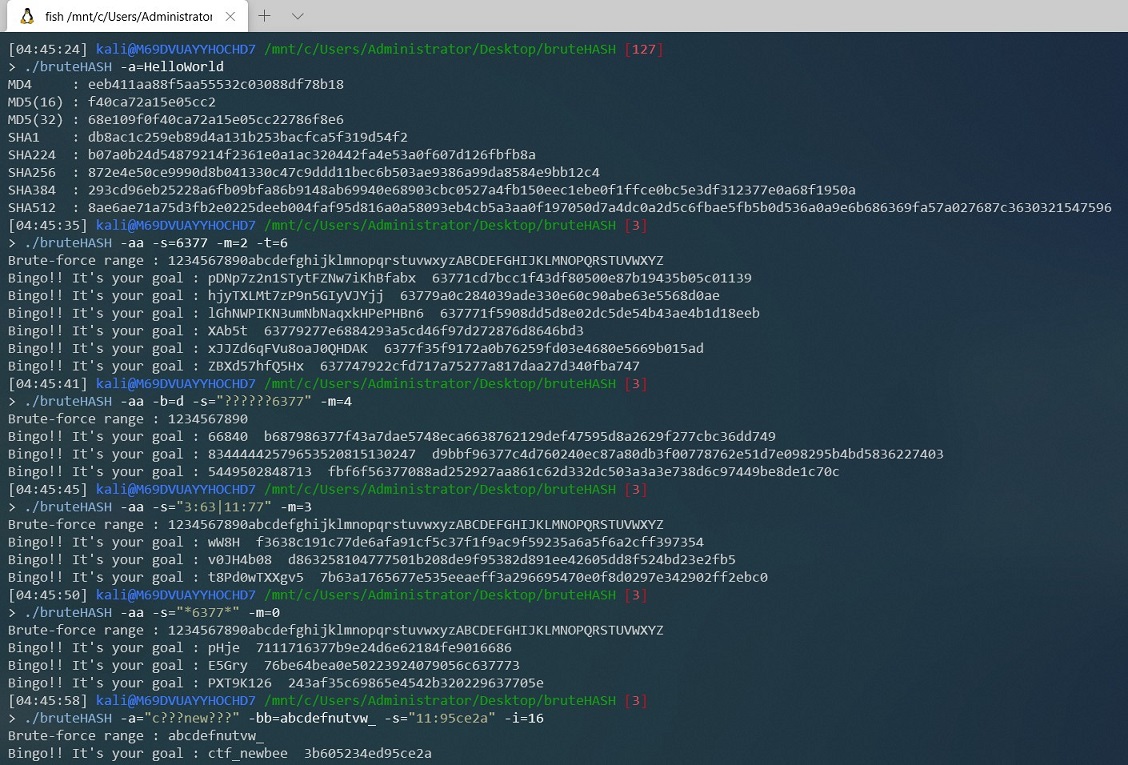 fish /mnt/c/Users/Administrator
[04:45:24] kali@M69DVUAYYHOCHD7 /mnt/c/Users/Administrator/Desktop/bruteHASH [127]
> ./bruteHASH -a=HelloWorld
MD4     : eeb411aa88f5aa55532c03088df78b18
MD5(16) : f40ca72a15e05cc2
MD5(32) : 68e109f0f40ca72a15e05cc22786f8e6
SHA1    : db8ac1c259eb89d4a131b253bacfca5f319d54f2
SHA224  : b07a0b24d54879214f2361e0a1ac320442fa4e53a0f607d126fbfb8a
SHA256  : 872e4e50ce9990d8b041330c47c9ddd11bec6b503ae9386a99da8584e9bb12c4
SHA384  : 293cd96eb25228a6fb09bfa86b9148ab69940e68903cbc0527a4fb150eec1ebe0f1ffce0bc5e3df312377e0a68f1950a
SHA512  : 8ae6ae71a75d3fb2e0225deeb004faf95d816a0a58093eb4cb5a3aa0f197050d7a4dc0a2d5c6fbae5fb5b0d536a0a9e6b686369fa57a027687c3630321547596
[04:45:35] kali@M69DVUAYYHOCHD7 /mnt/c/Users/Administrator/Desktop/bruteHASH [3]
> ./bruteHASH -aa -s=6377 -m=2 -t=6
Brute-force range : 1234567890abcdefghijklmnopqrstuvwxyzABCDEFGHIJKLMNOPQRSTUVWXYZ
Bingo!! It's your goal : pDNp7z2n1STytFZNw7iKhBfabx  63771cd7bcc1f43df80500e87b19435b05c01139
Bingo!! It's your goal : hjyTXLMt7zP9n5GIyVJYjj  63779a0c284039ade330e60c90abe63e5568d0ae
Bingo!! It's your goal : lGhNWPIKN3umNbNaqxkHPePHBn6  637771f5908dd5d8e02dc5de54b43ae4b1d18eeb
Bingo!! It's your goal : XAb5t  63779277e6884293a5cd46f97d272876d8646bd3
Bingo!! It's your goal : xJJZd6qFVu8oaJ0QHDAK  6377f35f9172a0b76259fd03e4680e5669b015ad
Bingo!! It's your goal : ZBXd57hfQ5Hx  637747922cfd717a75277a817daa27d340fba747
[04:45:41] kali@M69DVUAYYHOCHD7 /mnt/c/Users/Administrator/Desktop/bruteHASH [3]
> ./bruteHASH -aa -b=d -s="??????6377" -m=4
Brute-force range : 1234567890
Bingo!! It's your goal : 66840  b687986377f43a7dae5748eca6638762129def47595d8a2629f277cbc36dd749
Bingo!! It's your goal : 83444442579653520815130247  d9bbf96377c4d760240ec87a80db3f00778762e51d7e098295b4bd5836227403
Bingo!! It's your goal : 5449502848713  fbf6f56377088ad252927aa861c62d332dc503a3a3e738d6c97449be8de1c70c
[04:45:45] kali@M69DVUAYYHOCHD7 /mnt/c/Users/Administrator/Desktop/bruteHASH [3]
> ./bruteHASH -aa -s="3:63|11:77" -m=3
Brute-force range : 1234567890abcdefghijklmnopqrstuvwxyzABCDEFGHIJKLMNOPQRSTUVWXYZ
Bingo!! It's your goal : wW8H  f3638c191c77de6afa91cf5c37f1f9ac9f59235a6a5f6a2cff397354
Bingo!! It's your goal : v0JH4b08  d863258104777501b208de9f95382d891ee42605dd8f524bd23e2fb5
Bingo!! It's your goal : t8Pd0wTXXgv5  7b63a1765677e535eeaeff3a296695470e0f8d0297e342902ff2ebc0
[04:45:50] kali@M69DVUAYYHOCHD7 /mnt/c/Users/Administrator/Desktop/bruteHASH [3]
> ./bruteHASH -aa -s="*6377*" -m=0
Brute-force range : 1234567890abcdefghijklmnopqrstuvwxyzABCDEFGHIJKLMNOPQRSTUVWXYZ
Bingo!! It's your goal : pHje  7111716377b9e24d6e62184fe9016686
Bingo!! It's your goal : E5Gry  76be64bea0e50223924079056c637773
Bingo!! It's your goal : PXT9K126  243af35c69865e4542b320229637705e
[04:45:58] kali@M69DVUAYYHOCHD7 /mnt/c/Users/Administrator/Desktop/bruteHASH [3]
> ./bruteHASH -a="c???new???" -bb=abcdefnutvw_ -s="11:95ce2a" -i=16
Brute-force range : abcdefnutvw_
Bingo!! It's your goal : ctf_newbee  3b605234ed95ce2a